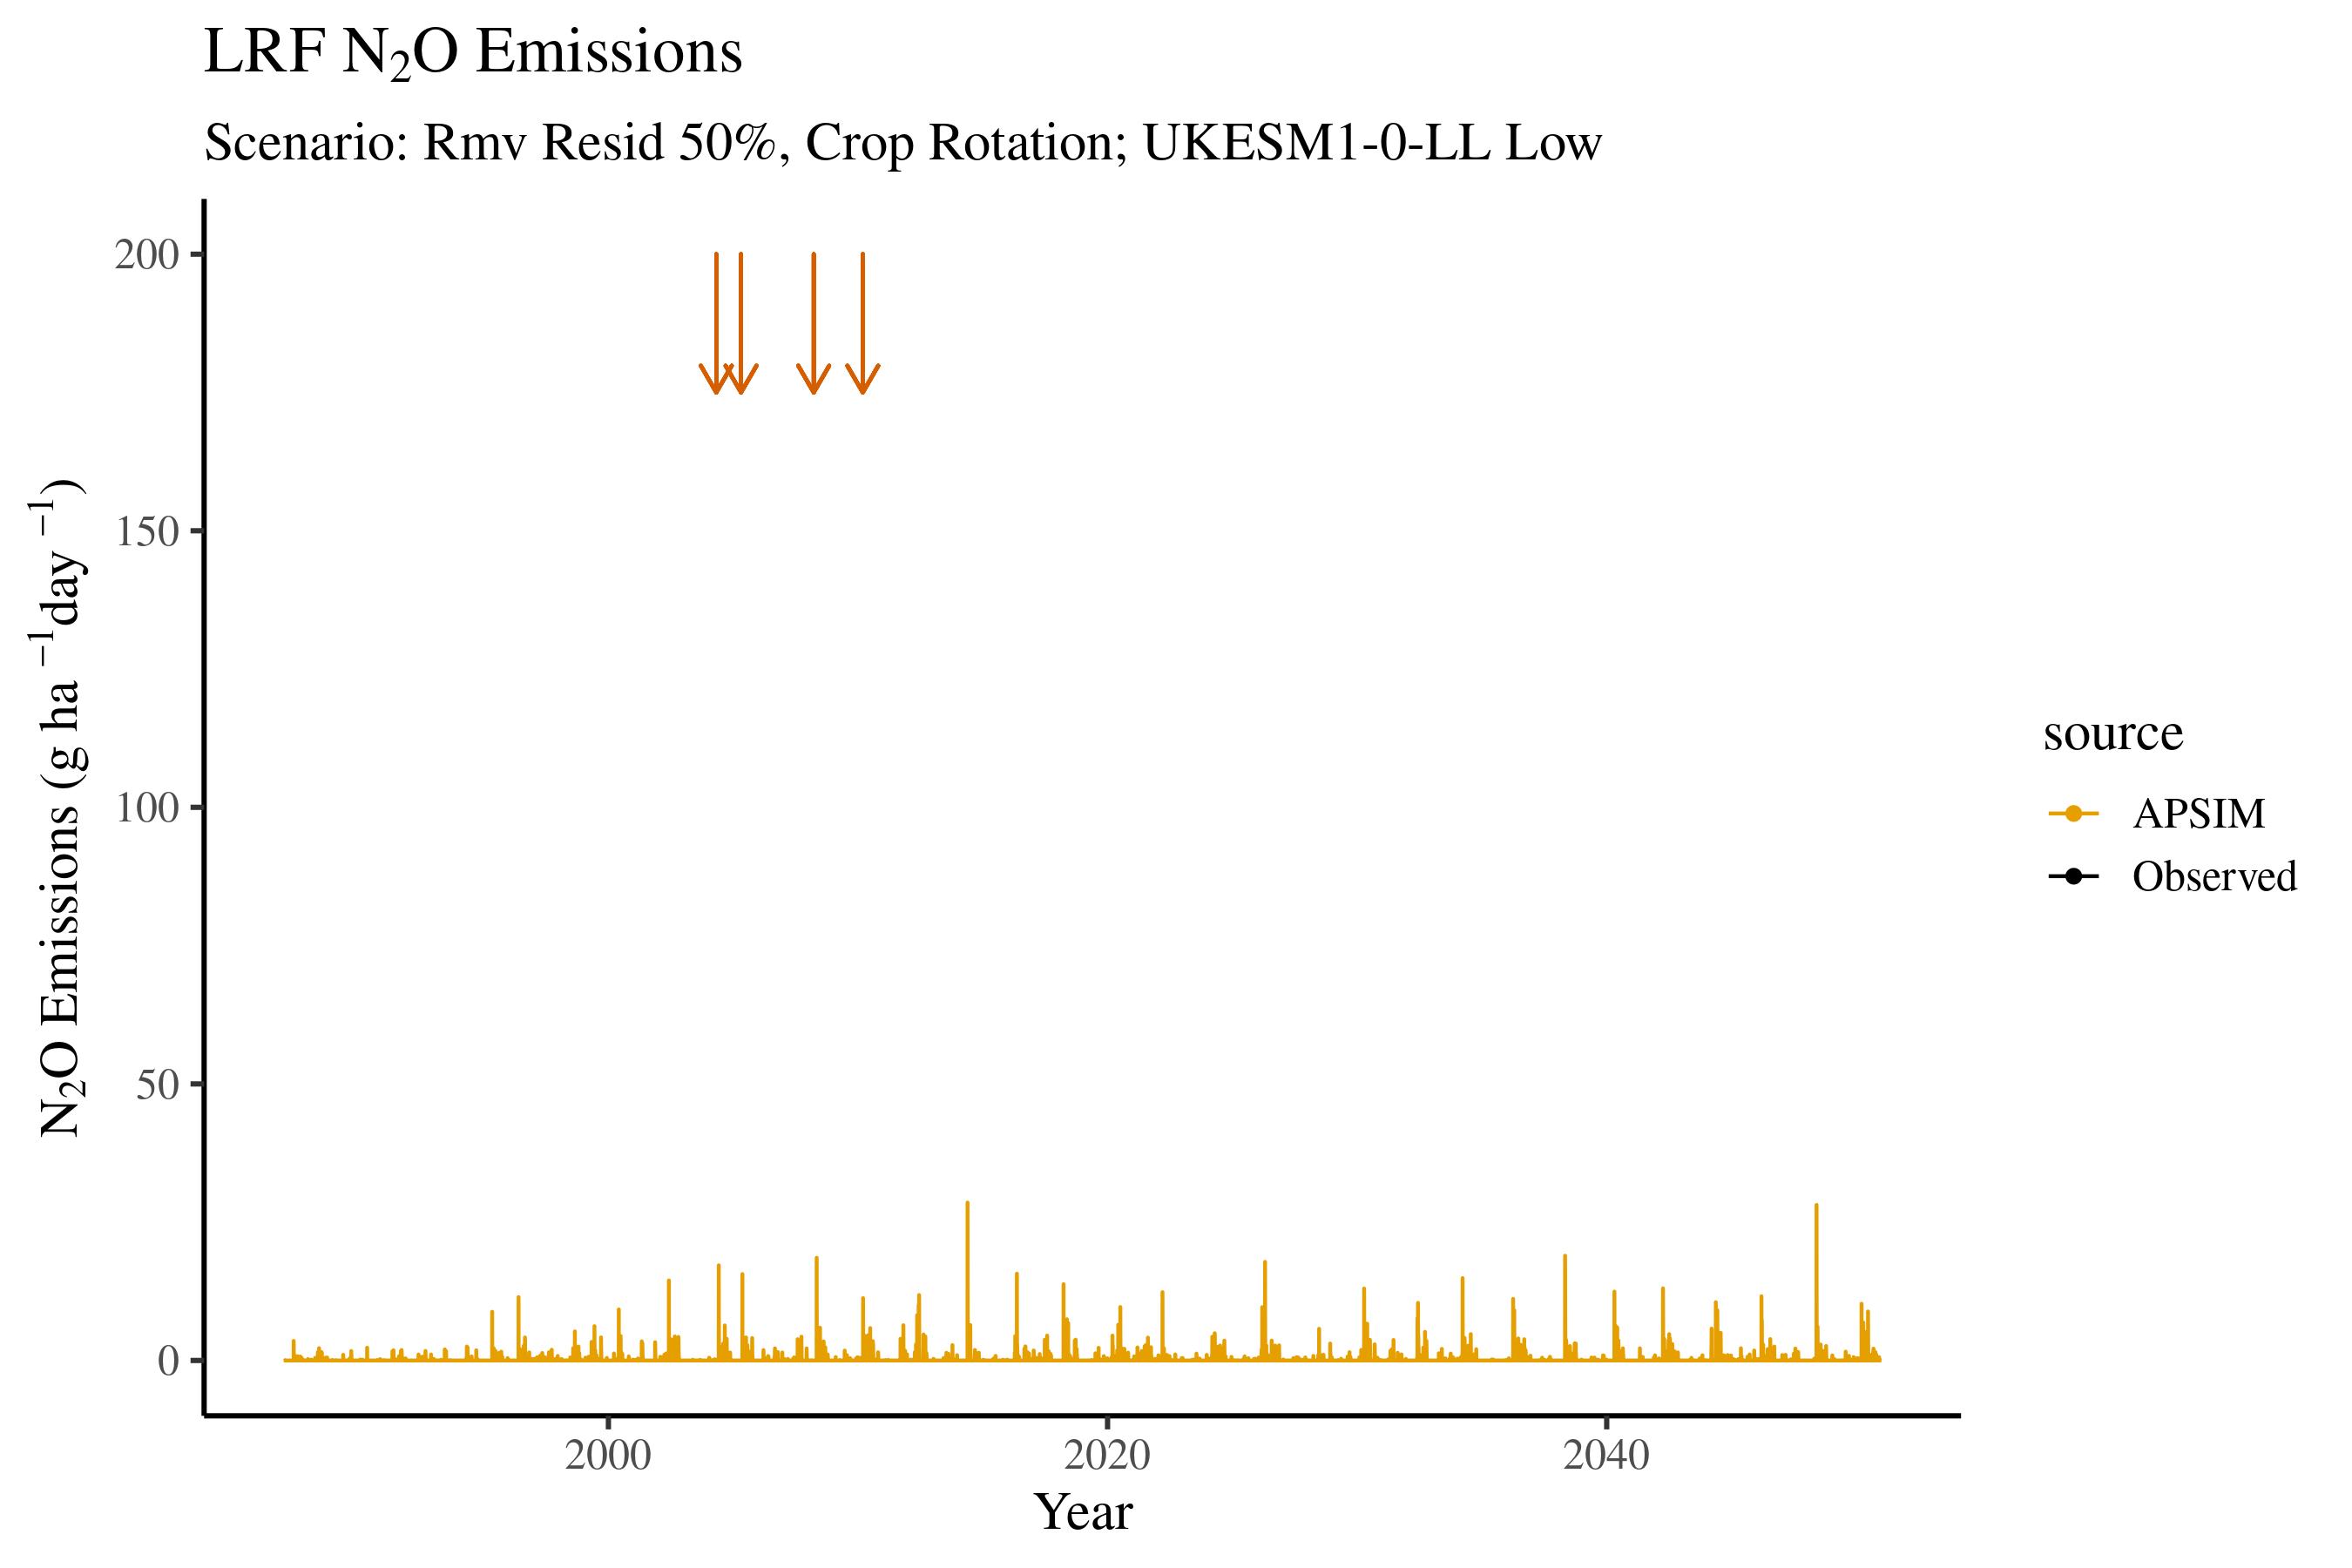 LRF N₂O Emissions
Scenario: Rmv Resid 50%, Crop Rotation; UKESM1-0-LL Low
N₂O Emissions (g ha⁻¹day⁻¹)
200
150
100
50
0
2000 2020 2040
Year
source
APSIM
Observed